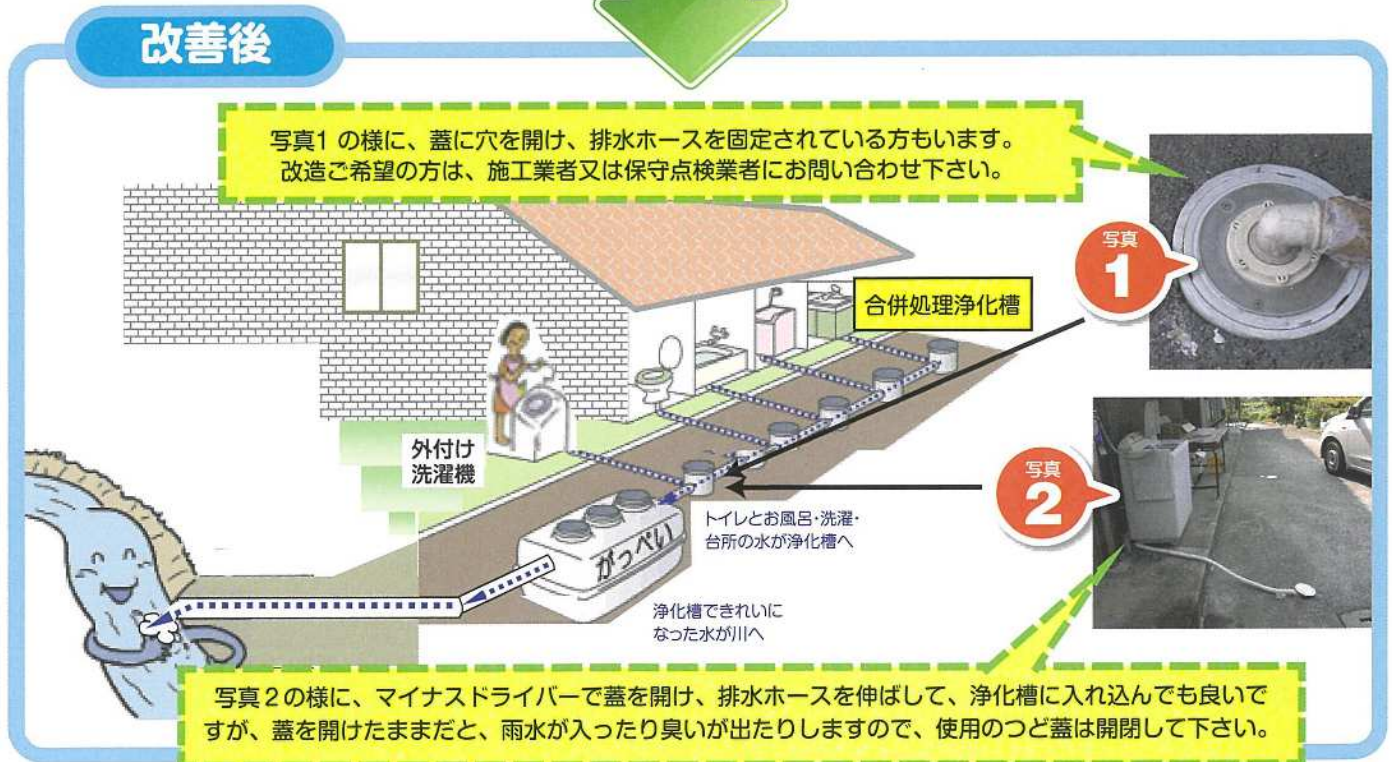 改善後
写真1 の様に、蓋に穴を開け、排水ホースを固定されている方もいます。
改造ご希望の方は、施工業者又は保守点検業者にお問い合わせ下さい。
写真
1
合併処理浄化槽
外付け
洗濯機
写真
2
トイレとお風呂・洗濯・
台所の水が浄化槽へ
がっぺい
浄化槽できれいに
なった水が川へ
写真2の様に、マイナスドライバーで蓋を開け、排水ホースを伸ばして、浄化槽に入れ込んでも良いで
すが、蓋を開けたままだと、雨水が入ったり臭いが出たりしますので、使用のつど蓋は開閉して下さい。